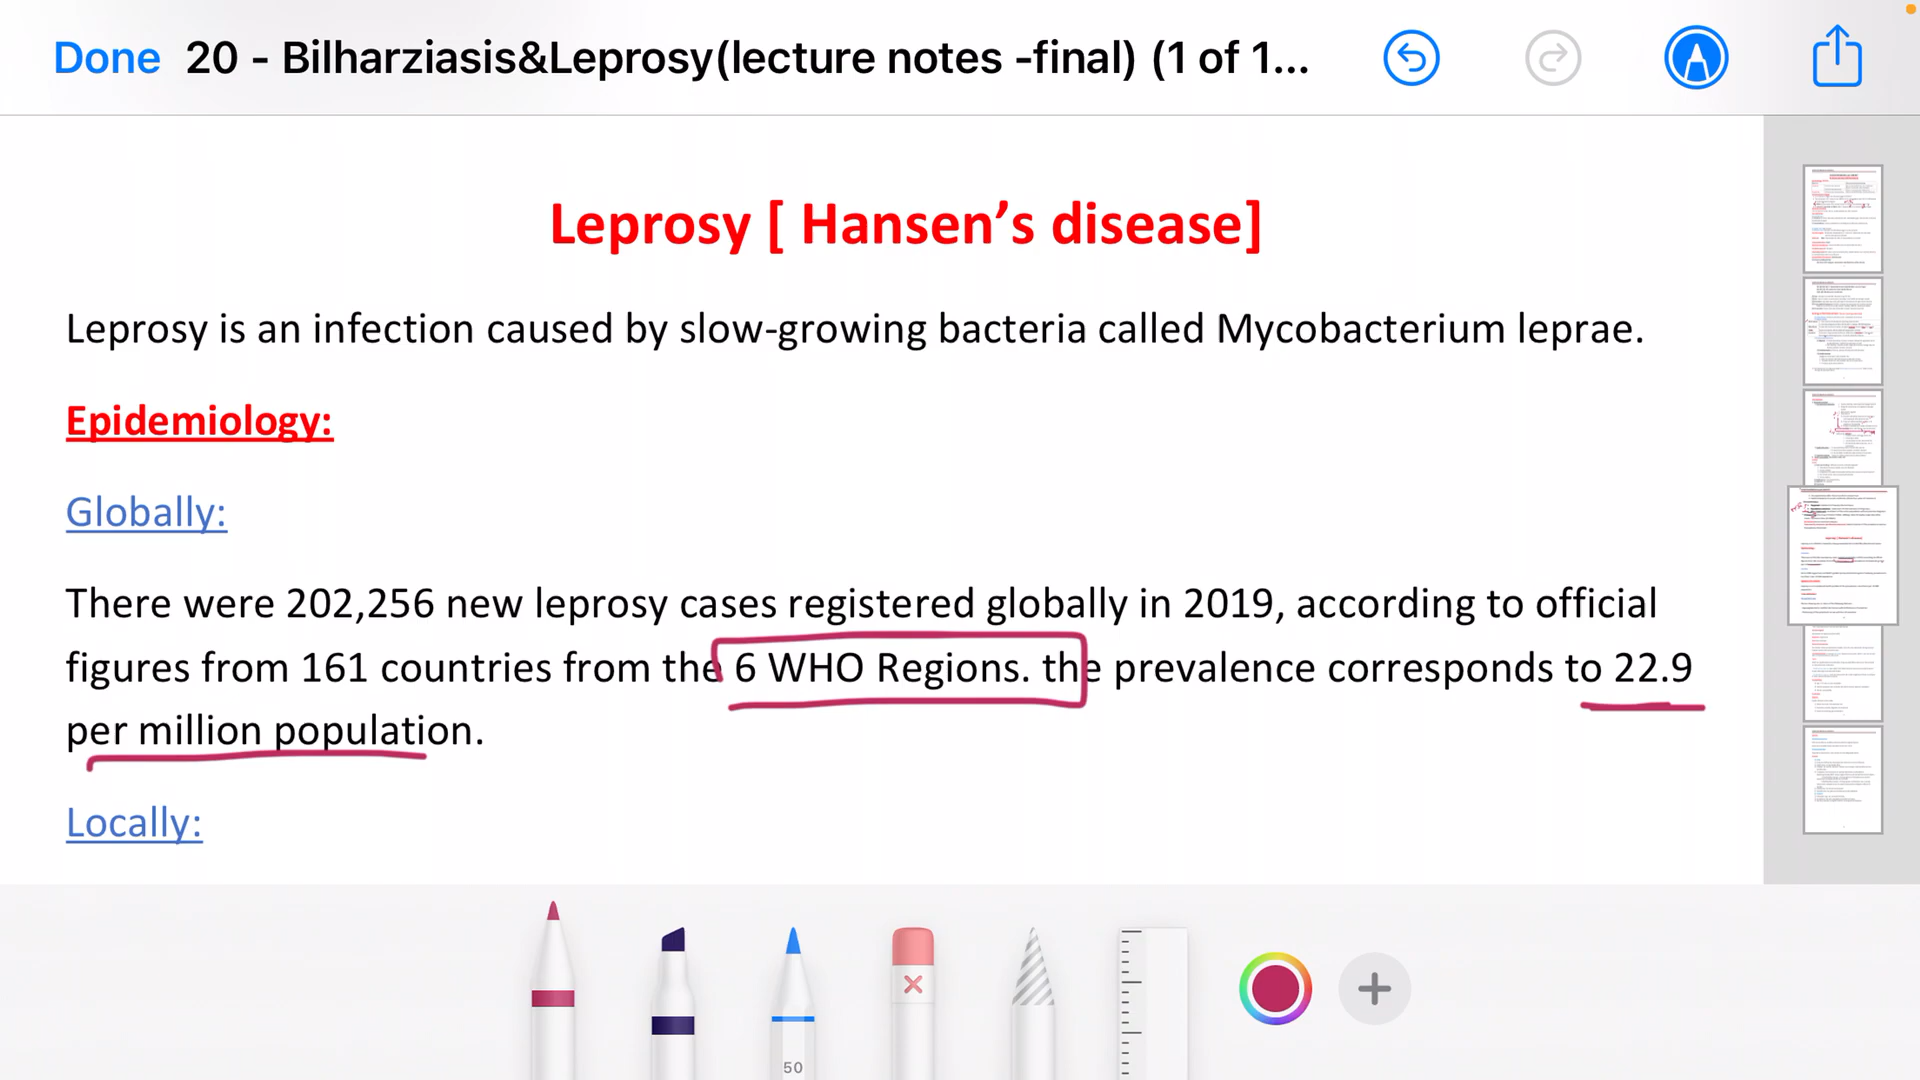 Done 20 - Bilharziasis&Leprosy(lecture notes -final) (1 of 1...
Leprosy [ Hansen’s disease]
Leprosy is an infection caused by slow-growing bacteria called Mycobacterium leprae.
Epidemiology:
Globally:
There were 202,256 new leprosy cases registered globally in 2019, according to official
figures from 161 countries from the 6 WHO Regions. the prevalence corresponds to 22.9
per million population.
Locally:
50